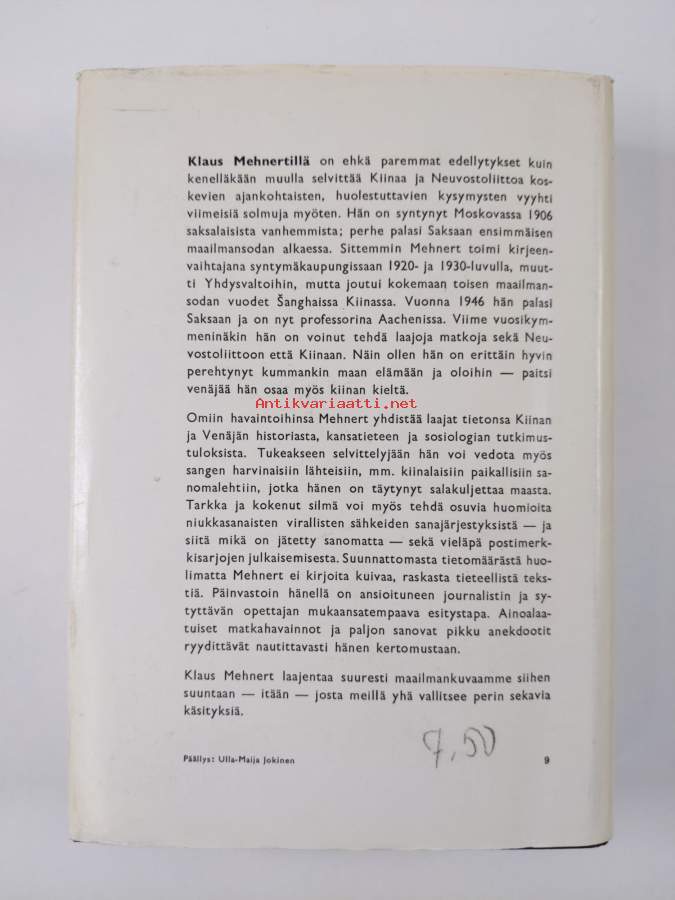 Klaus Mehnertillä on ehkä paremmat edellytykset kuin
kenelläkään muulla selvittää Kiinaa ja Neuvostoliittoa kos-
kevien ajankohtaisten, huolestuttavien kysymysten vyyhti
viimeisiä solmuja myöten. Hän on syntynyt Moskovassa 1906
saksalaisista vanhemmista; perhe palasi Saksaan ensimmäisen
maailmansodan alkaessa. Sittemmin Mehnert toimi kirjeen-
vaihtajana syntymäkaupungissaan 1920- ja 1930-luvulla, muut-
ti Yhdysvaltoihin, mutta joutui kokemaan toisen maailman-
sodan vuodet Šanghaissa Kiinassa. Vuonna 1946 hän palasi
Saksaan ja on nyt professorina Aachenissa. Viime vuosikym-
meninäkin hän on voinut tehdä laajoja matkoja sekä Neu-
vostoliittoon että Kiinaan. Näin ollen hän on erittäin hyvin
perehtynyt kummankin maan elämään ja oloihin — paitsi
venäjää hän osaa myös kiinan kieltä.
Antikvariaatti.net
Omiin havaintoihinsa Mehnert yhdistää laajat tietonsa Kiinan
ja Venäjän historiasta, kansatieteen ja sosiologian tutkimus-
tuloksista. Tukeakseen selvittelyjään hän voi vedota myös
sangen harvinaisiin lähteisiin, mm. kiinalaisiin paikallisiin sa-
nomalehtiin, jotka hänen on täytynyt salakuljettaa maasta.
Tarkka ja kokenut silmä voi myös tehdä osuvia huomioita
niukkasanaisten virallisten sähkeiden sanajärjestyksistä — ja
siitä mikä on jätetty sanomatta — sekä vieläpä postimerk-
kisarjojen julkaisemisesta. Suunnattomasta tietomäärästä huo-
limatta Mehnert ei kirjoita kuivaa, raskasta tieteellistä teks-
tiä. Päinvastoin hänellä on ansioituneen journalistin ja sy-
tyttävän opettajan mukaansatempaava esitystapa. Ainoalaa-
tuiset matkahavainnot ja paljon sanovat pikku anekdootit
ryydittävät nautittavasti hänen kertomustaan.
Klaus Mehnert laajentaa suuresti maailmankuvaamme siihen
suuntaan — itään — josta meillä yhä vallitsee perin sekavia
käsityksiä.
7,50
Päällys: Ulla-Maija Jokinen 9